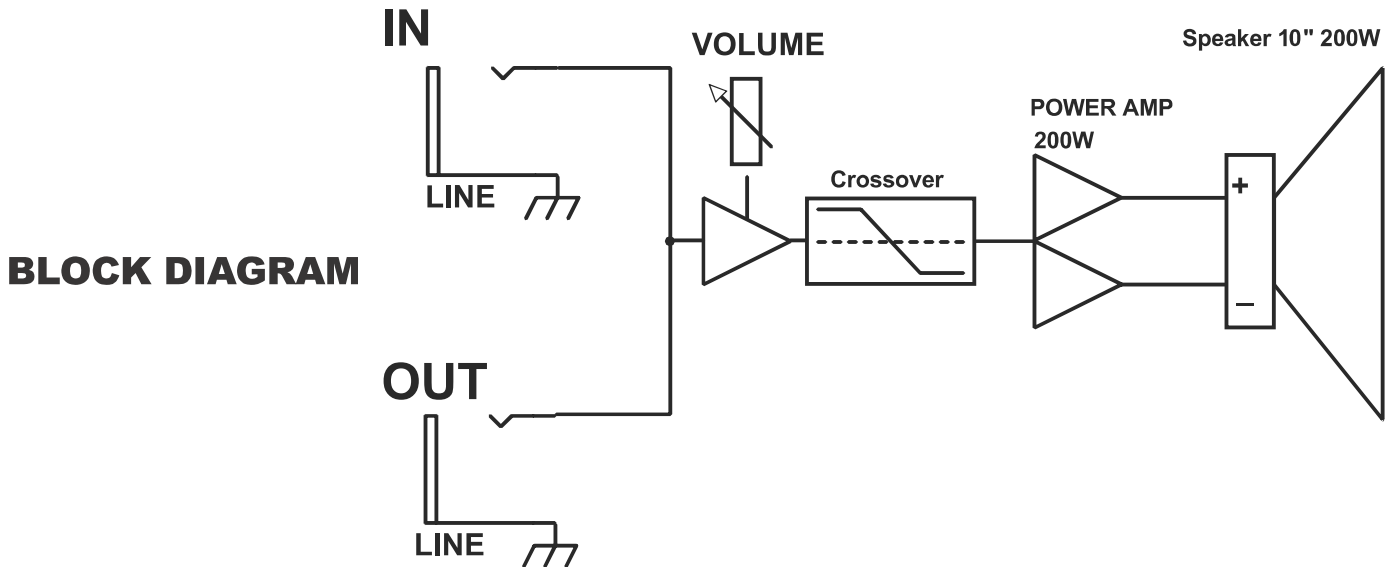 IN
VOLUME
Speaker 10" 200W
POWER AMP
200W
LINE
Crossover
+
BLOCK DIAGRAM
–
OUT
LINE